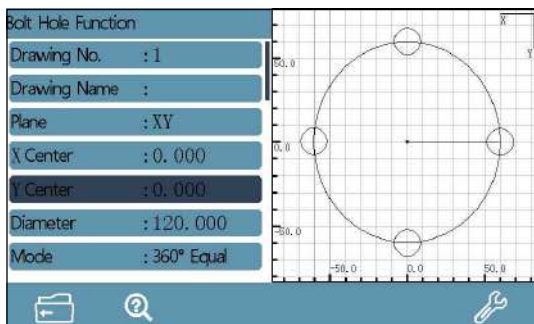 Bolt Hole Function
Drawing No. :1
Drawing Name :
Plane :XY
X Center :0.000
Y Center :0.000
Diameter :120.000
Mode :360° Equal
X
Y
50.0
0.0
-50.0
-50.0 0.0 50.0